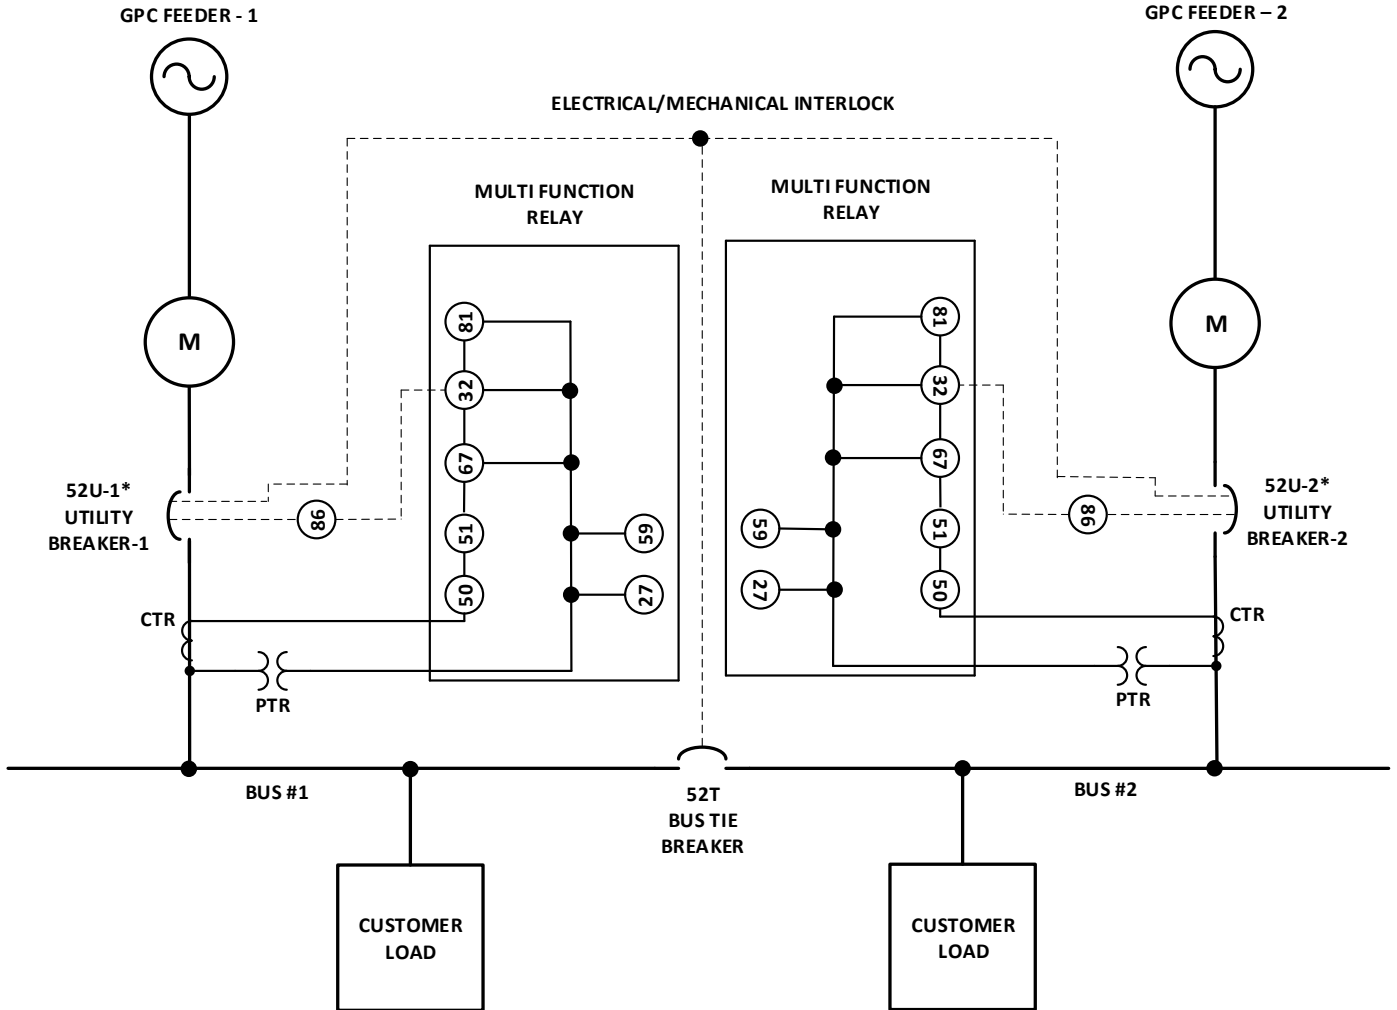 GPC FEEDER - 1
GPC FEEDER – 2
ELECTRICAL/MECHANICAL INTERLOCK
MULTI FUNCTION
RELAY
MULTI FUNCTION
RELAY
M
M
81
32
67
51
50
59
27
81
32
67
51
50
59
27
52U-1*
UTILITY
BREAKER-1
86
86
52U-2*
UTILITY
BREAKER-2
CTR
PTR
CTR
PTR
BUS #1
52T
BUS TIE
BREAKER
BUS #2
CUSTOMER
LOAD
CUSTOMER
LOAD